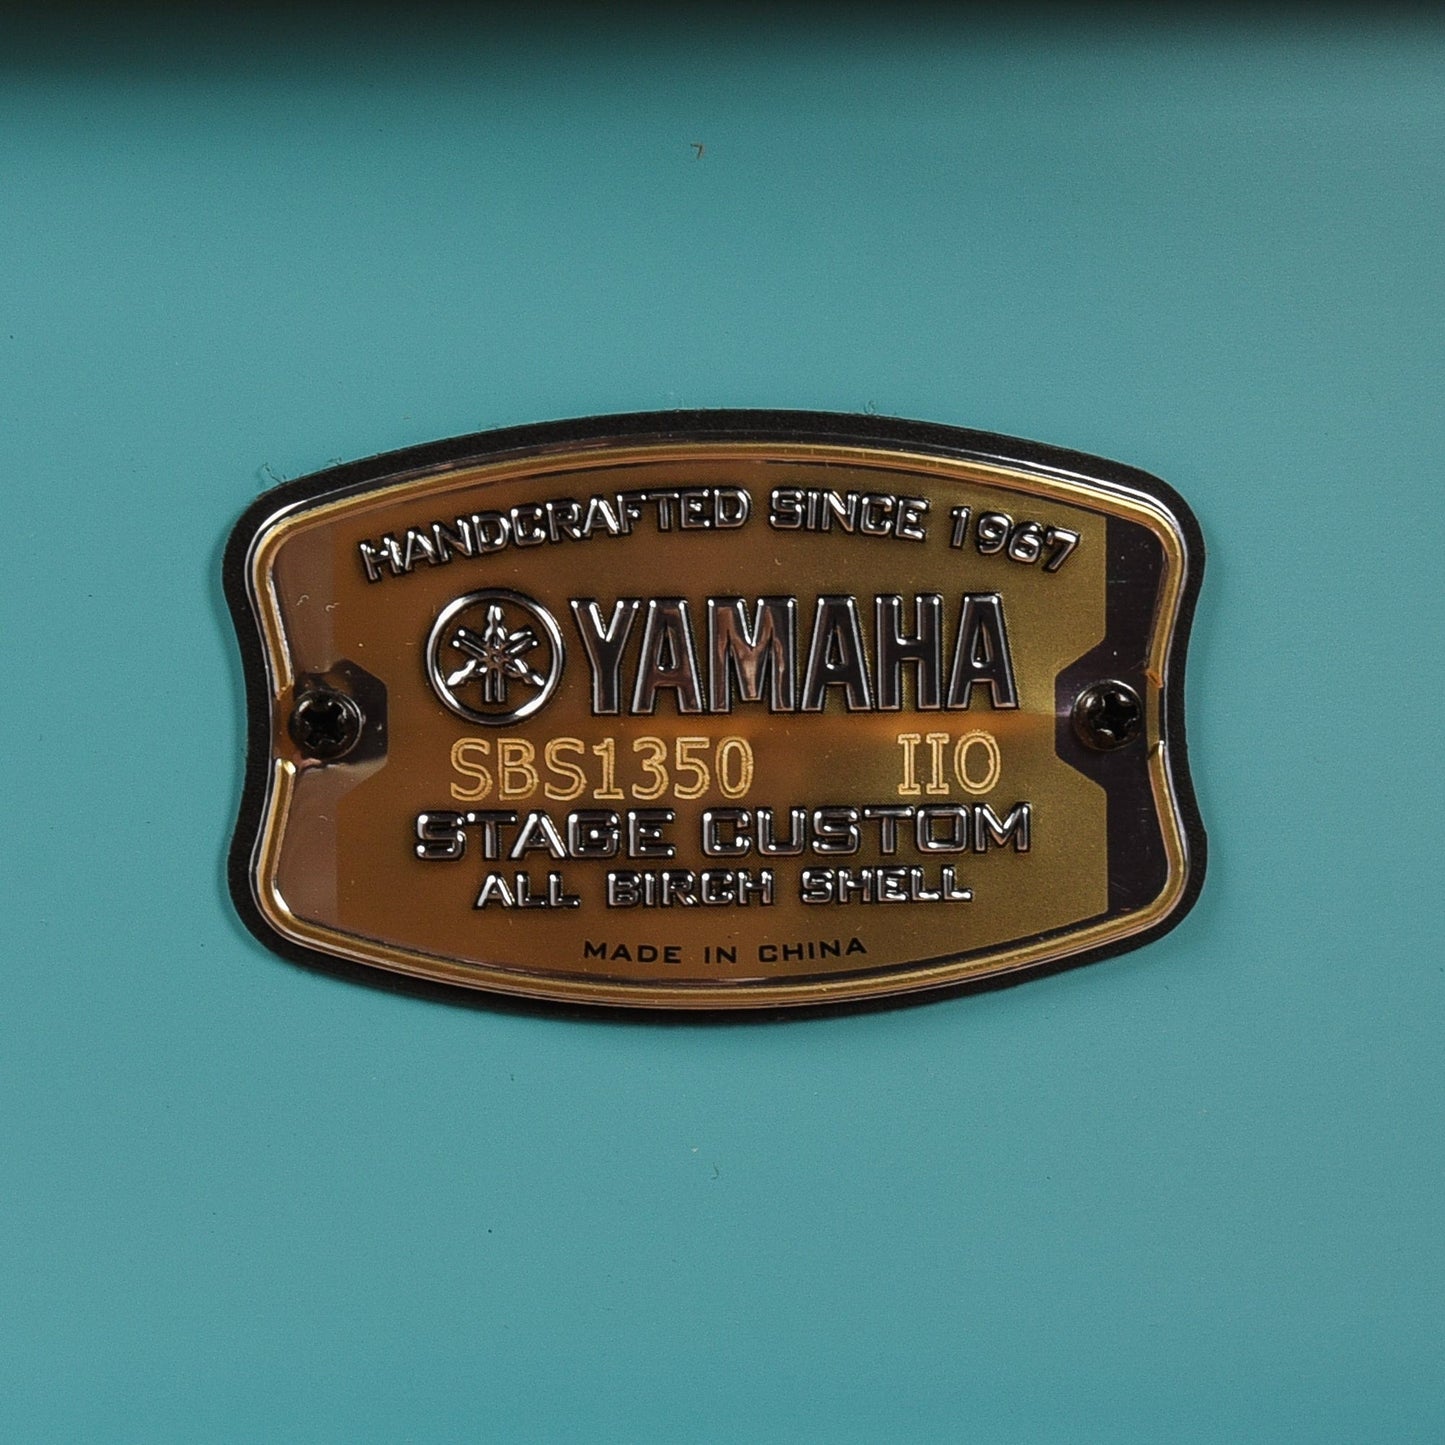 HANDCRAFTED SINCE 1967
YAMAHA
SBS1350 IIO
STAGE CUSTOM
ALL BIRCH SHELL
MADE IN CHINA